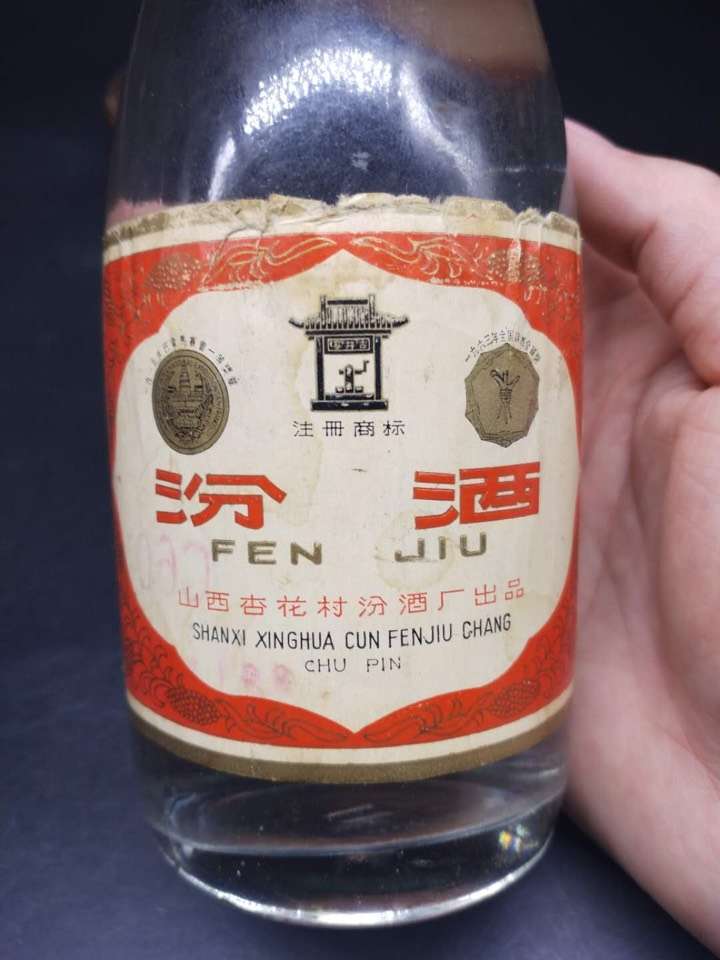 注册商标
汾 酒
FEN JIU
山西杏花村汾酒厂出品
SHANXI XINGHUA CUN FENJIU CHANG
CHU PIN